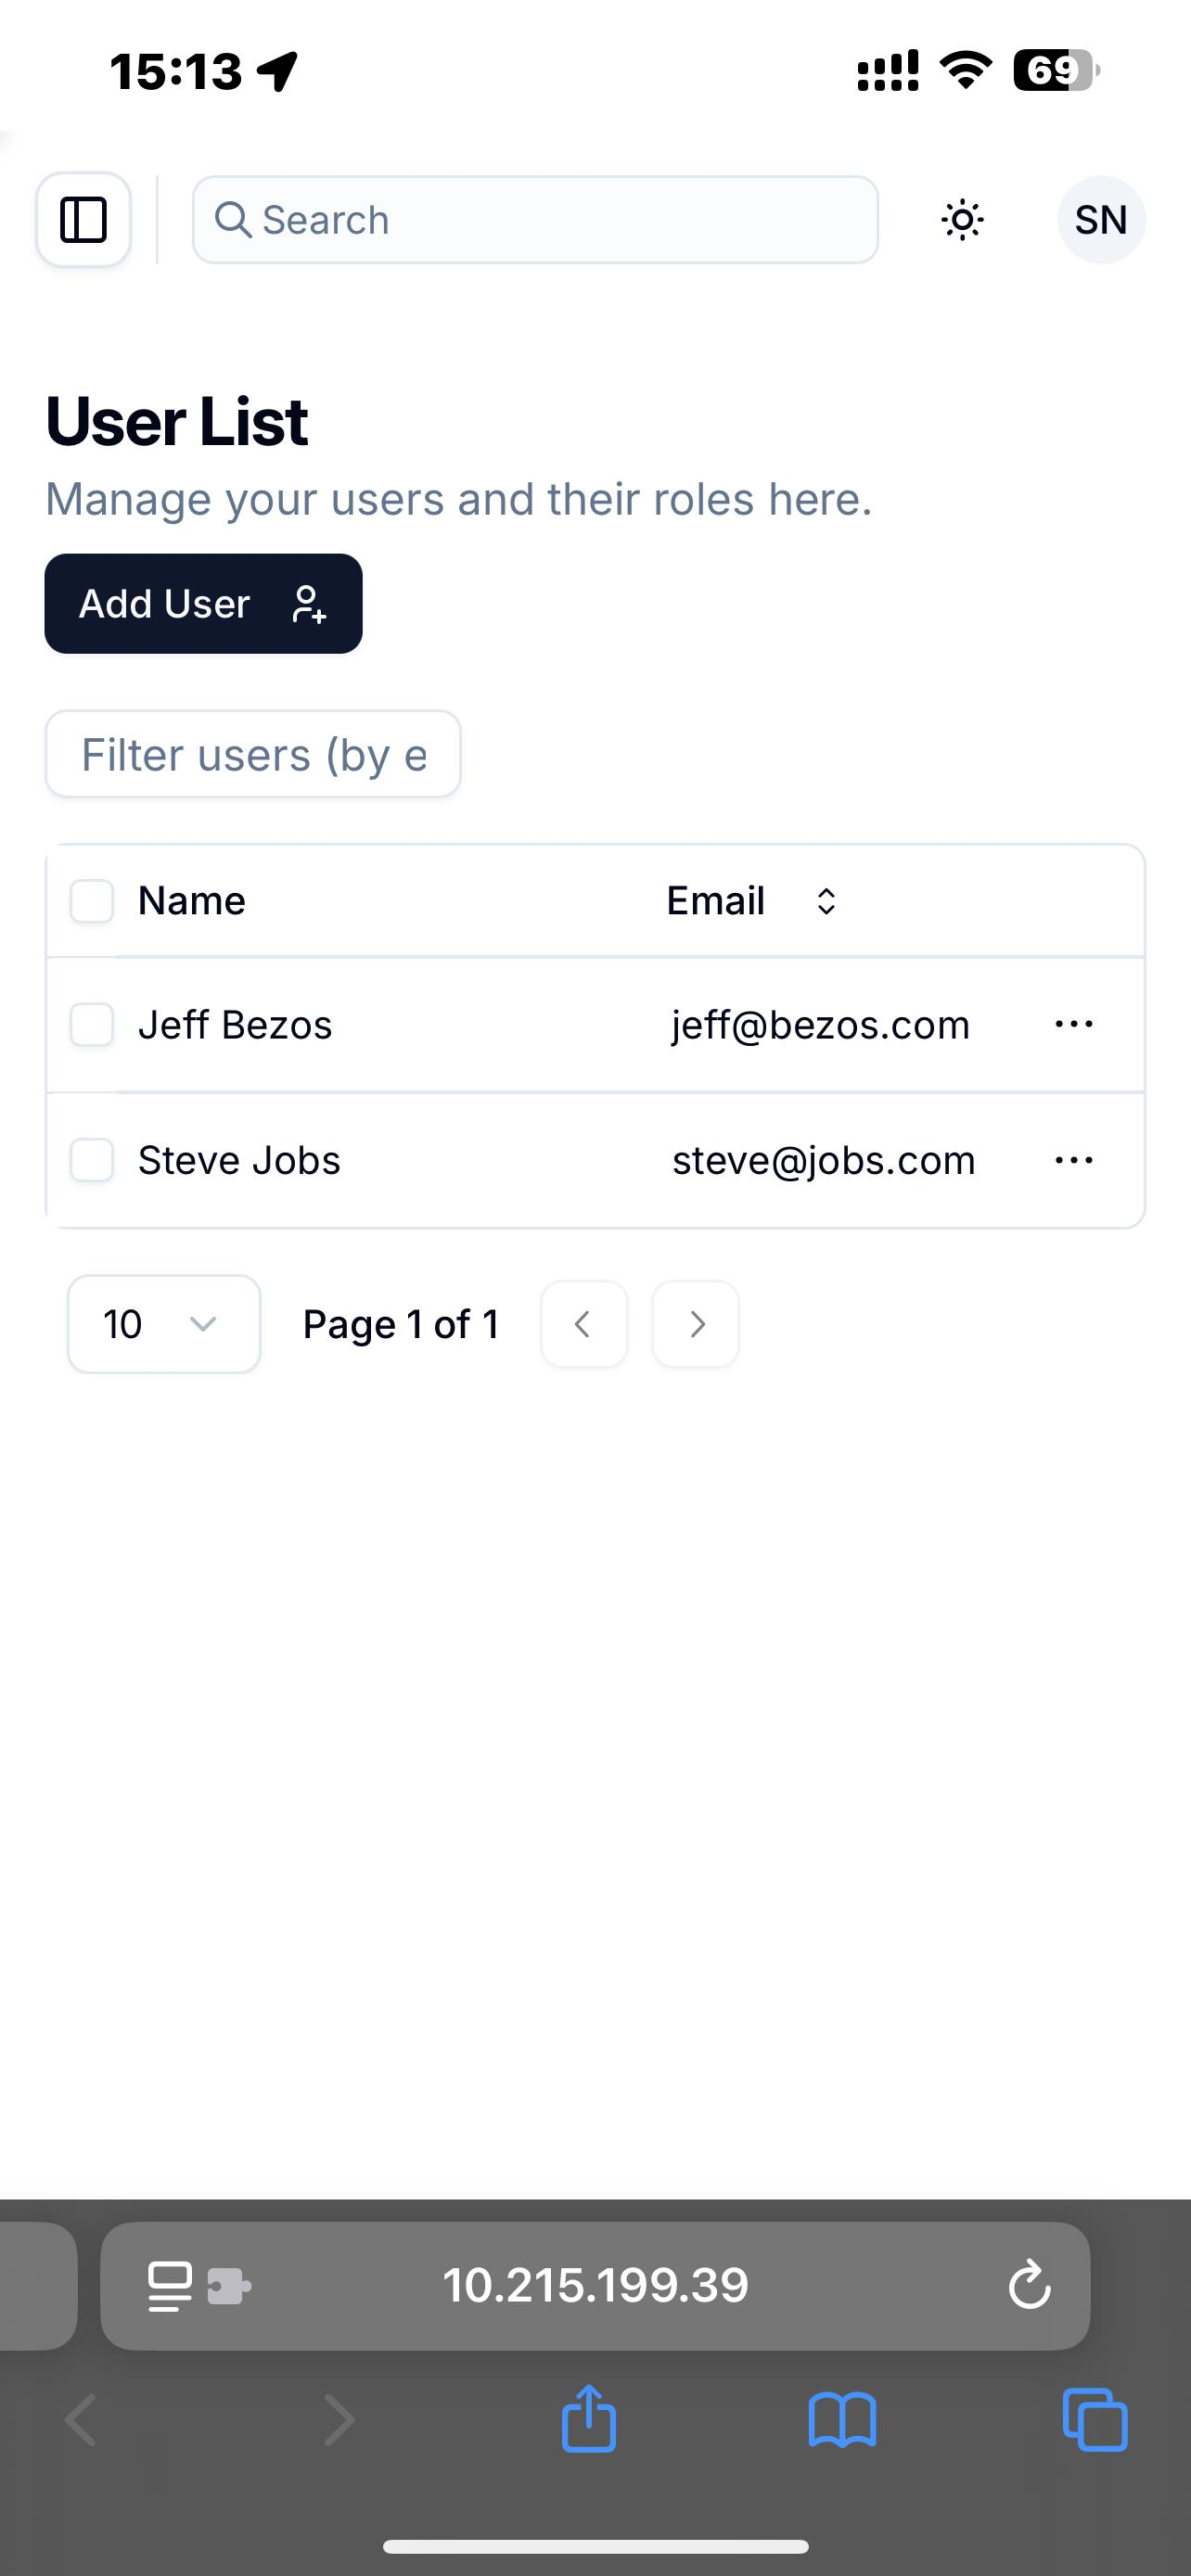 15:13 69
Search SN
User List
Manage your users and their roles here.
Add User
Filter users (by e
Name Email
Jeff Bezos jeff@bezos.com ...
Steve Jobs steve@jobs.com ...
10 Page 1 of 1
10.215.199.39